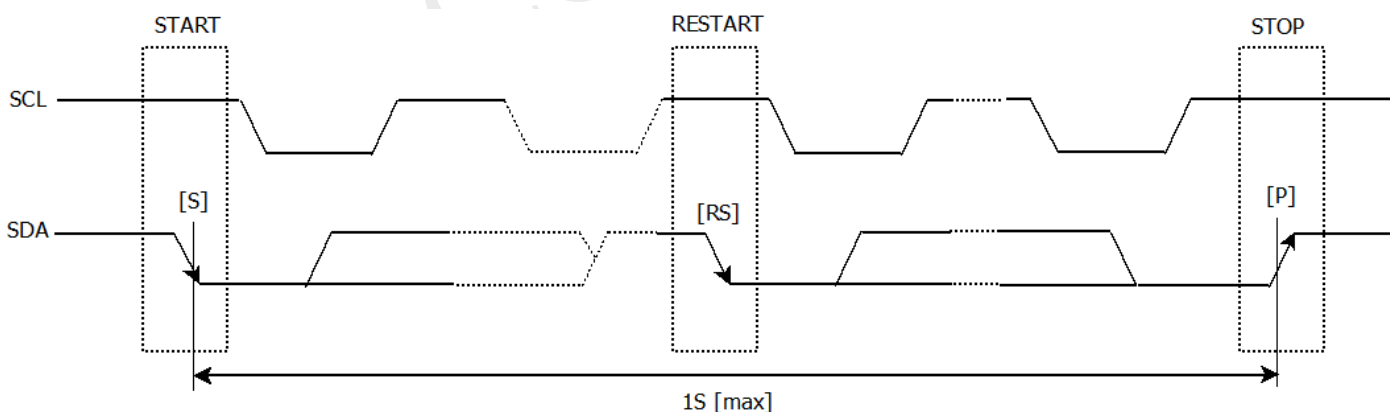 START RESTART STOP
SCL
[S] [RS] [P]
SDA
1S [max]